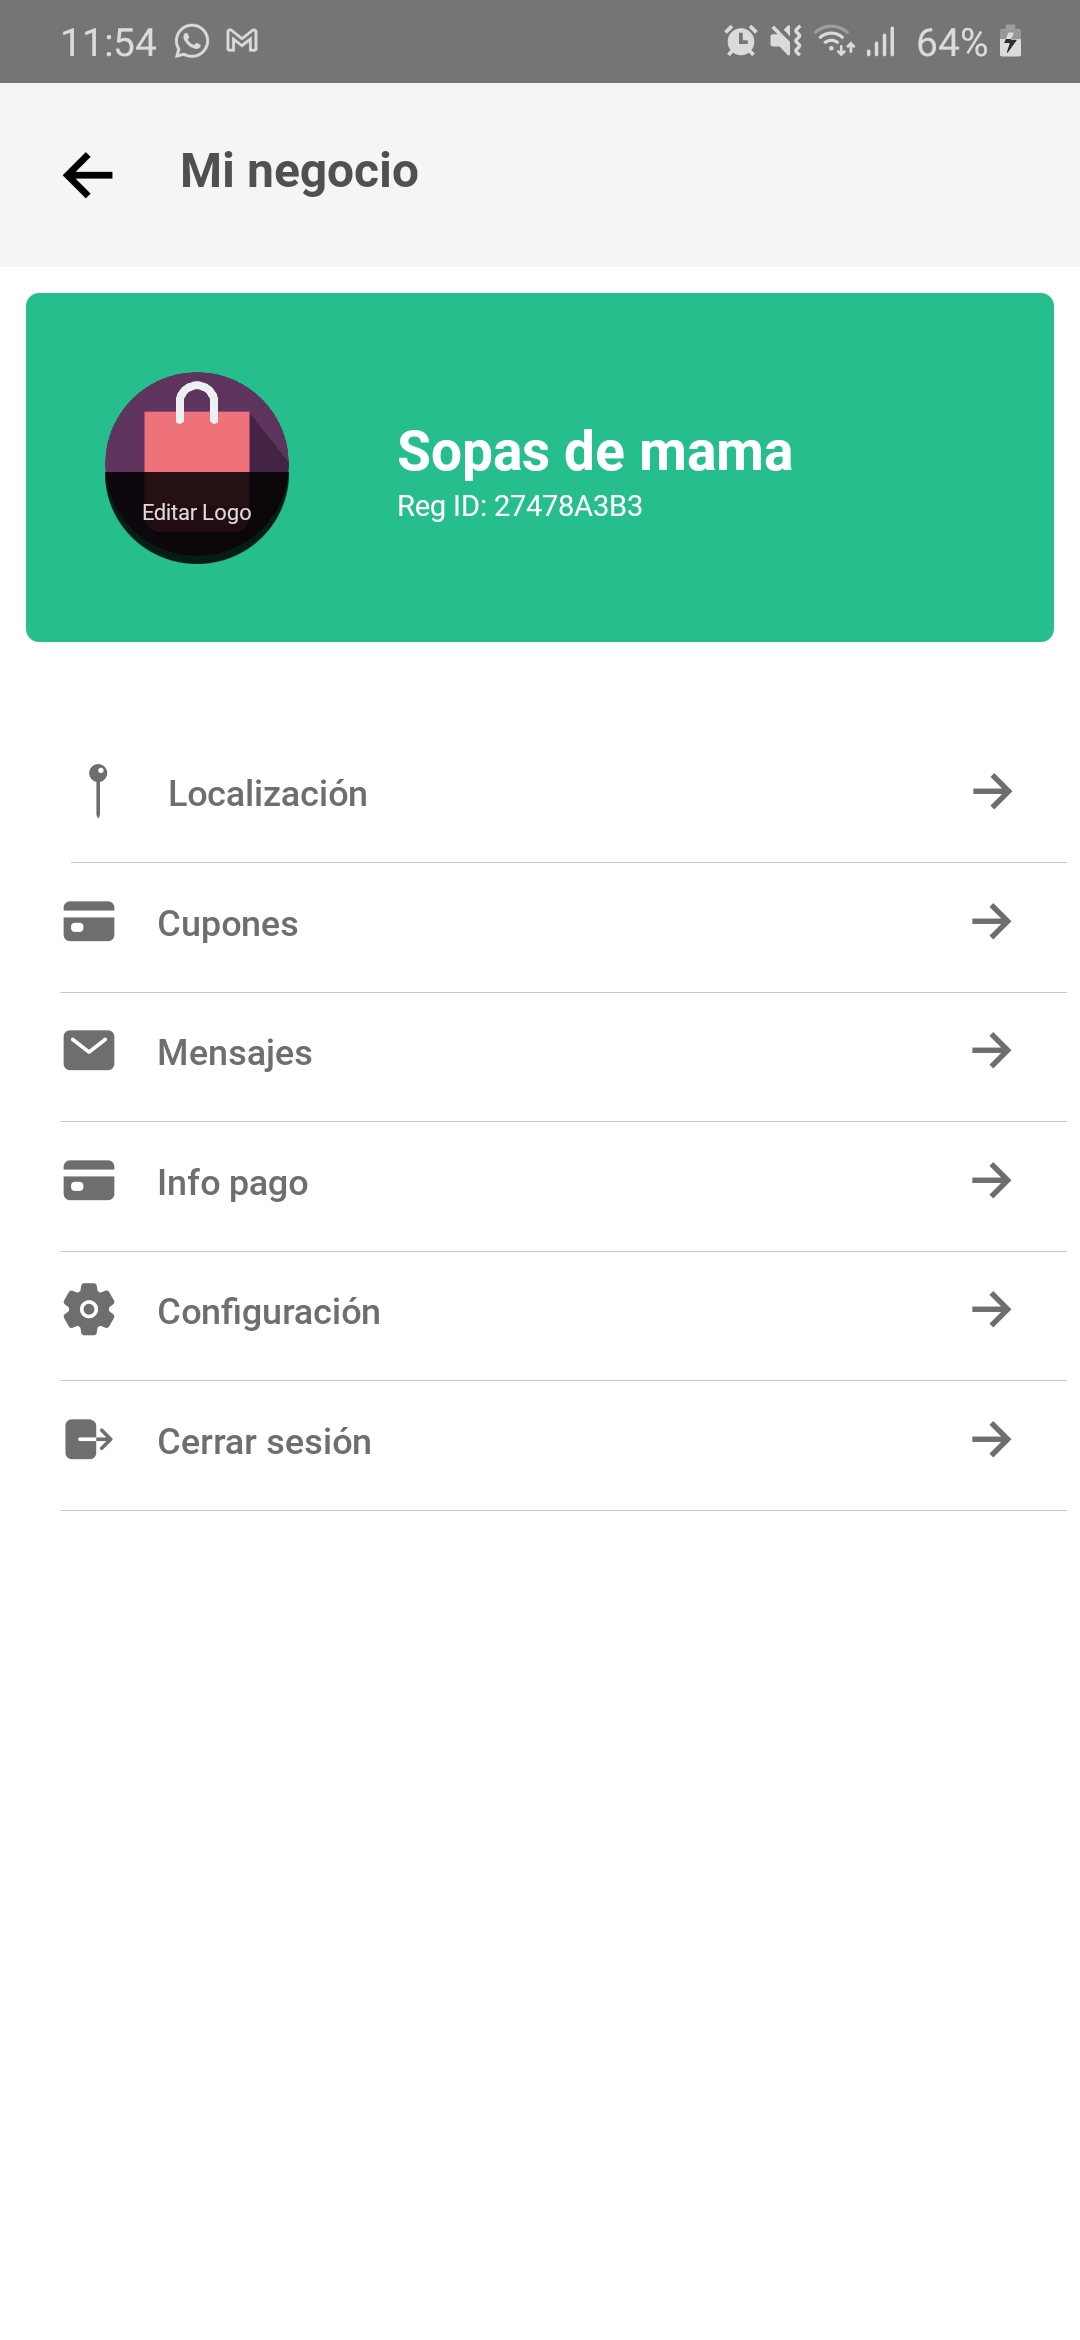 11:54
64%
Mi negocio
Editar Logo
Sopas de mama
Reg ID: 27478A3B3
Localización
Cupones
Mensajes
Info pago
Configuración
Cerrar sesión